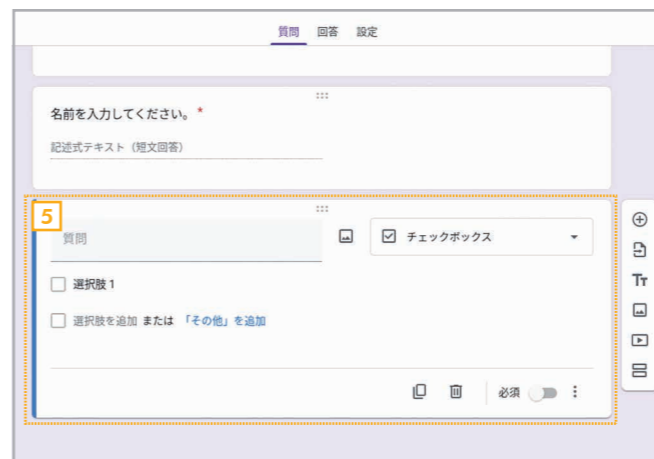 質問 回答 設定
名前を入力してください。 *
記述式テキスト（短文回答）
5
質問
チェックボックス
選択肢 1
選択肢を追加 または 「その他」を追加
Tт
必須